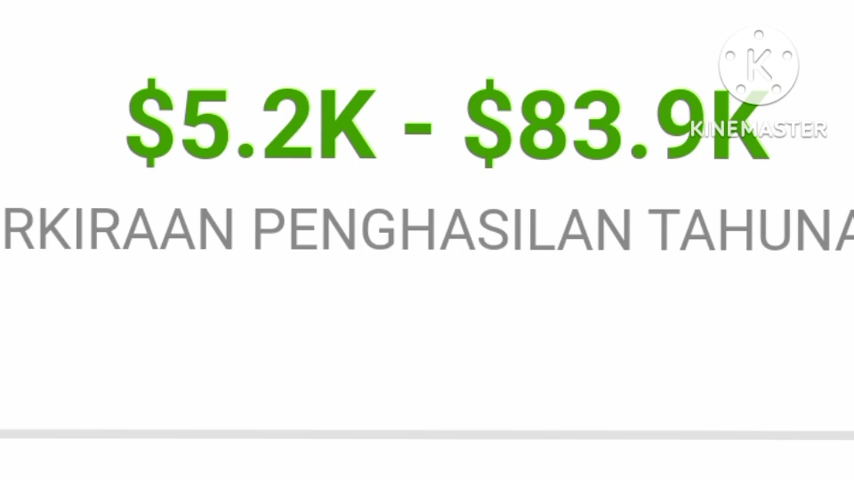 $5.2K - $83.9K
KINEMASTER
RKIRAAN PENGHASILAN TAHUNA